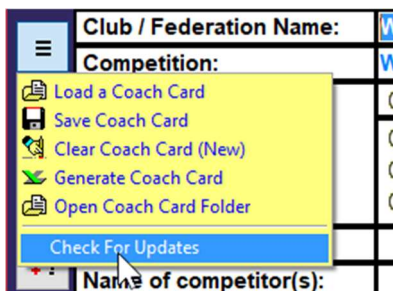 Club / Federation Name:
Competition:
Load a Coach Card
Save Coach Card
Clear Coach Card (New)
Generate Coach Card
Open Coach Card Folder
Check For Updates
Name of competitor(s):